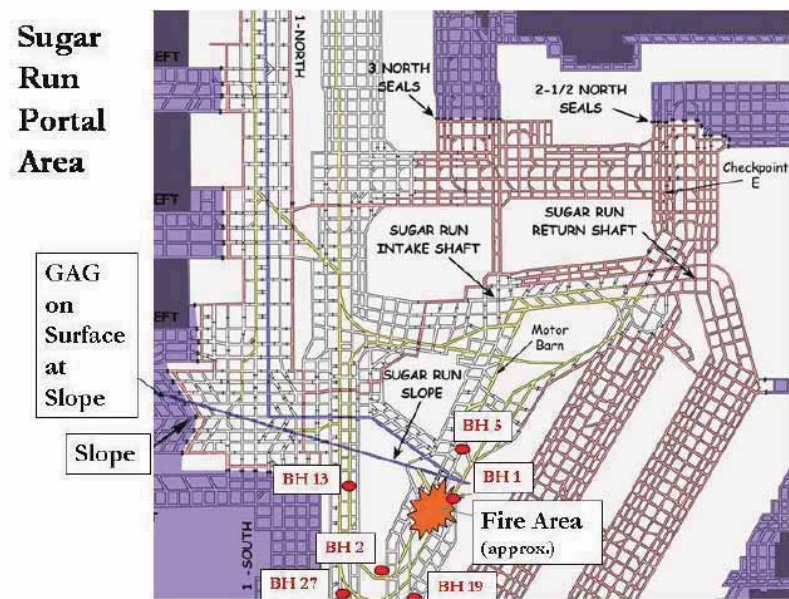 Sugar
Run
Portal
Area
EFT
1-NORTH
3 NORTH
SEALS
2-1/2 NORTH
SEALS
Checkpoint
E
EFT
SUGAR RUN
INTAKE SHAFT
SUGAR RUN
RETURN SHAFT
GAG
on
Surface
at
Slope
EFT
Motor
Barn
SUGAR RUN
SLOPE
Slope
BH 5
BH 1
BH 13
Fire Area
(approx.)
1 -SOUTH
BH 2
BH 27
BH 19